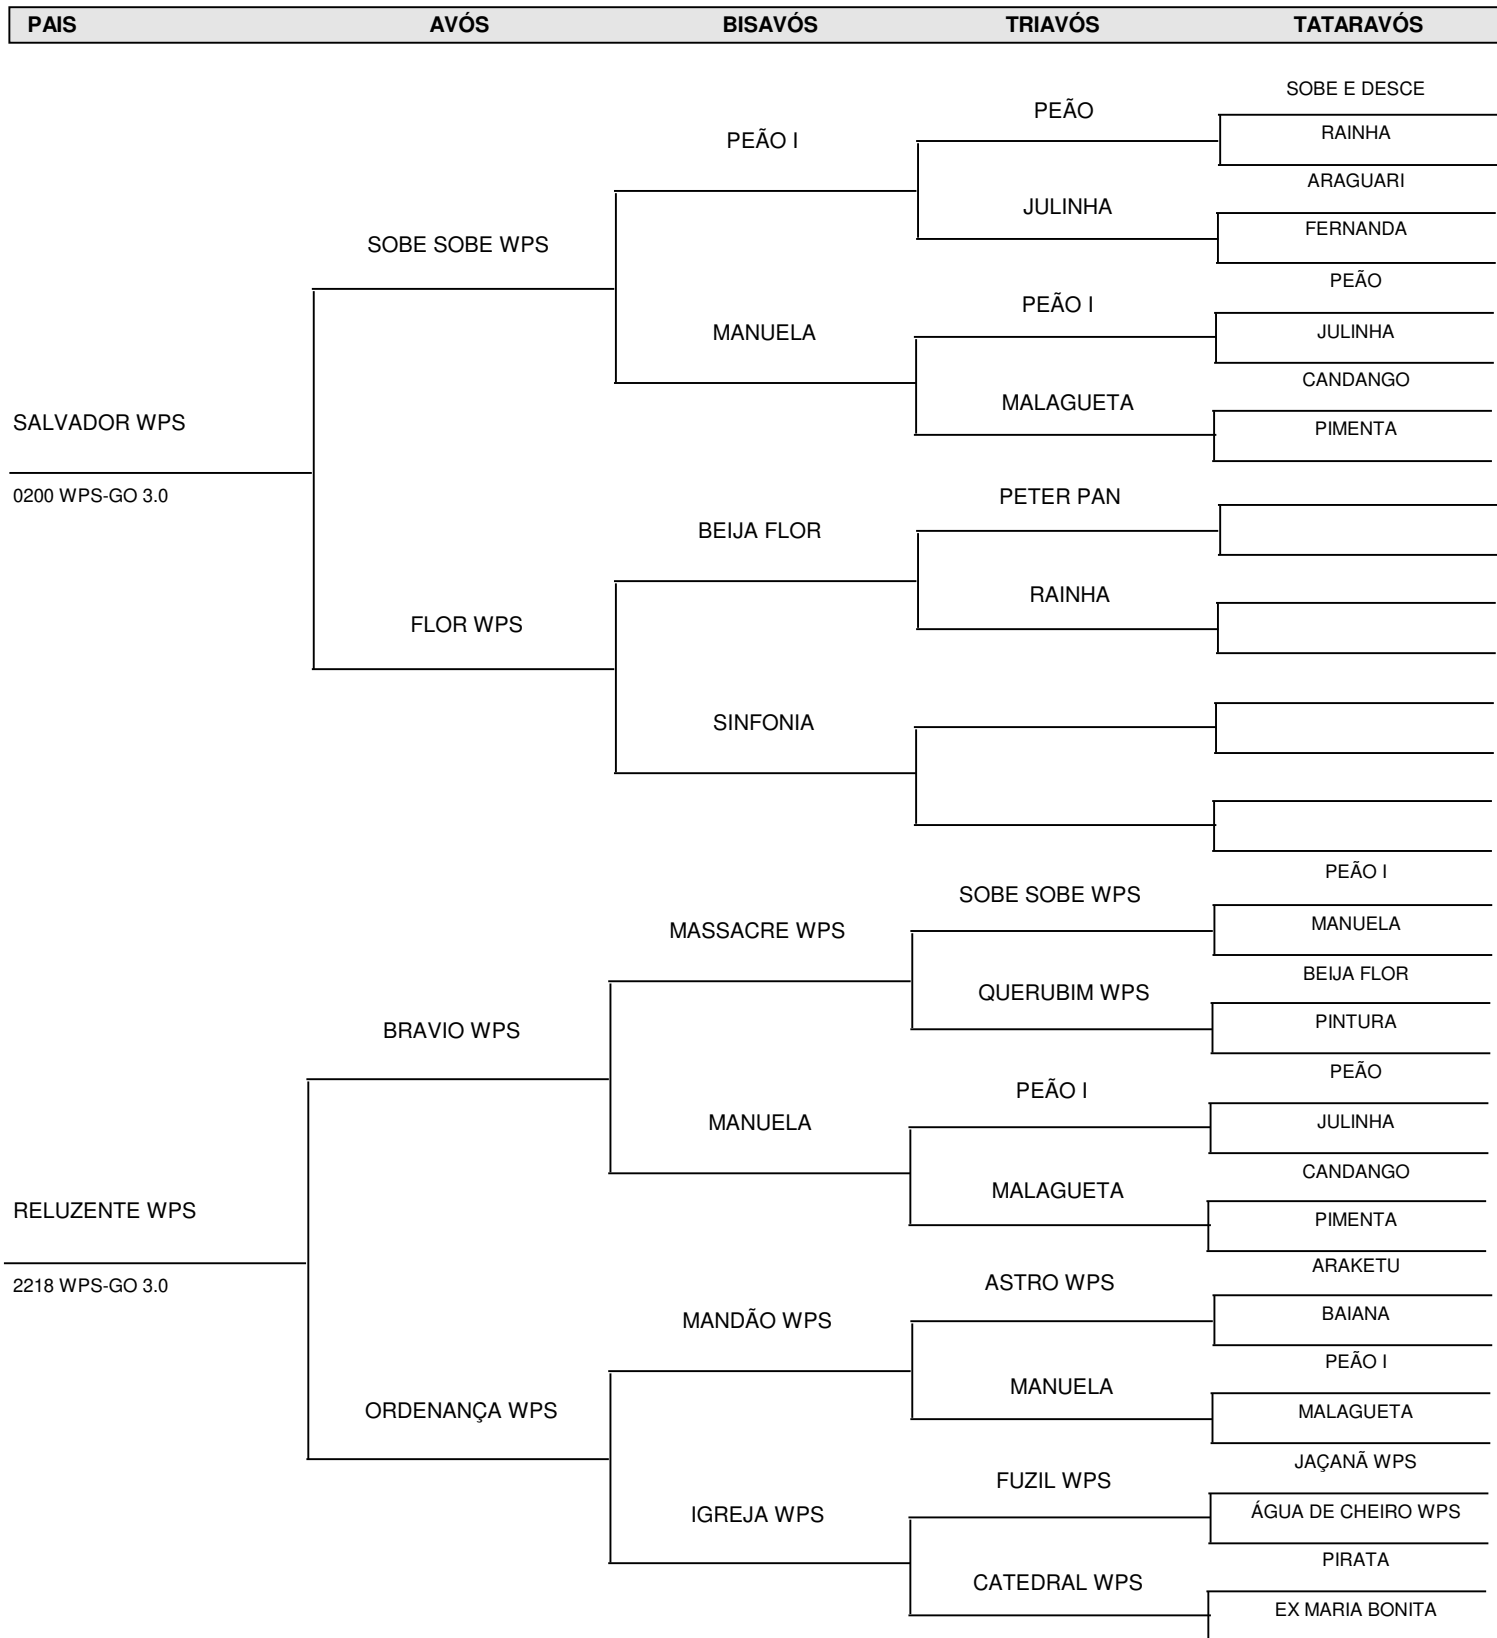 PAIS AVÓS BISAVÓS TRIAVÓS TATARAVÓS
SOBE E DESCE
PEÃO
RAINHA
PEÃO I
ARAGUARI
JULINHA
FERNANDA
SOBE SOBE WPS
PEÃO
PEÃO I
JULINHA
MANUELA
CANDANGO
MALAGUETA
SALVADOR WPS
PIMENTA
0200 WPS-GO 3.0
PETER PAN
BEIJA FLOR
RAINHA
FLOR WPS
SINFONIA
PEÃO I
SOBE SOBE WPS
MANUELA
MASSACRE WPS
BEIJA FLOR
QUERUBIM WPS
PINTURA
BRAVIO WPS
PEÃO
PEÃO I
JULINHA
MANUELA
CANDANGO
MALAGUETA
RELUZENTE WPS
PIMENTA
ARAKETU
2218 WPS-GO 3.0
ASTRO WPS
BAIANA
MANDÃO WPS
PEÃO I
MANUELA
ORDENANÇA WPS
MALAGUETA
JAÇANÃ WPS
FUZIL WPS
ÁGUA DE CHEIRO WPS
IGREJA WPS
PIRATA
CATEDRAL WPS
EX MARIA BONITA